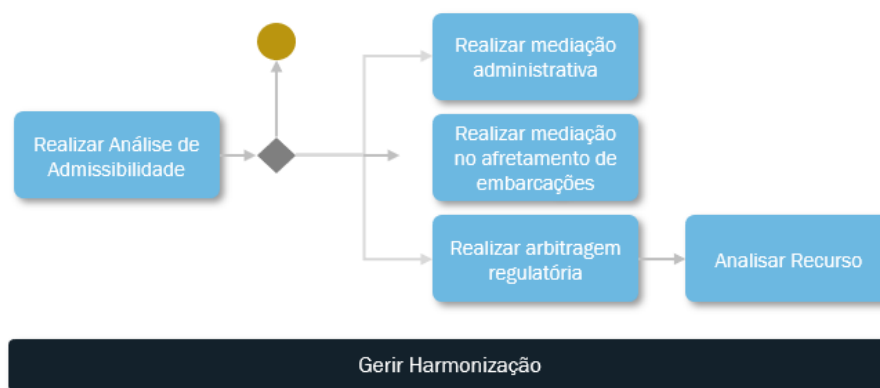 Realizar Análise de
Admissibilidade
Realizar mediação
administrativa
Realizar mediação
no afretamento de
embarcações
Realizar arbitragem
regulatória
Analisar Recurso
Gerir Harmonização